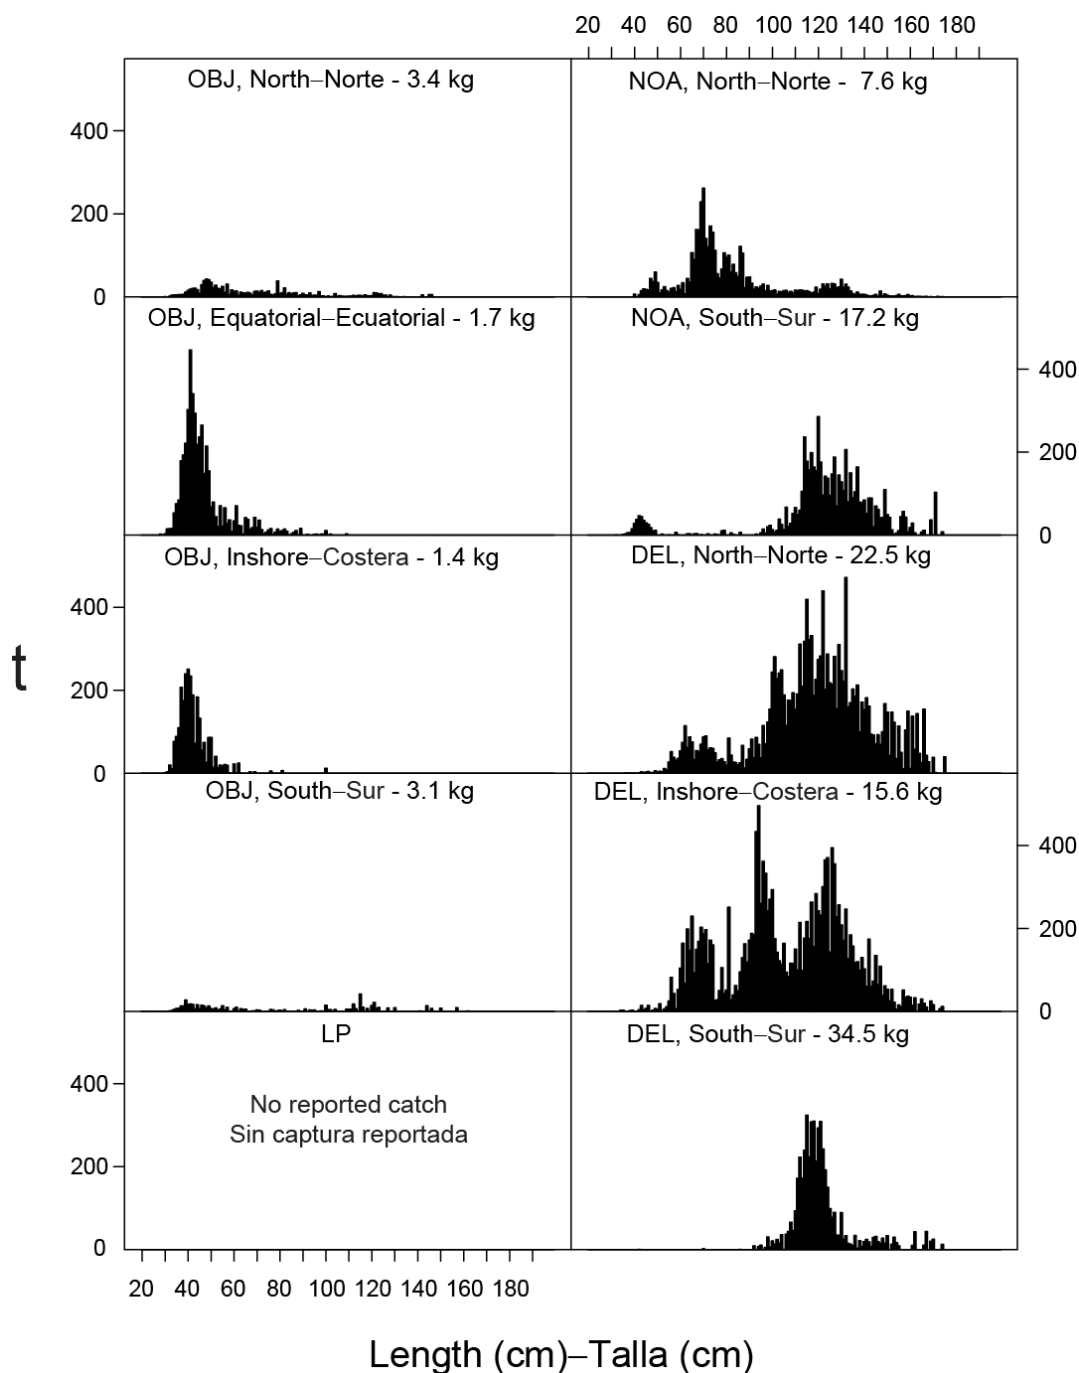 20 40 60 80 100 120 140 160 180
OBJ, North–Norte - 3.4 kg
400
200
0
NOA, North–Norte - 7.6 kg
OBJ, Equatorial–Ecuatorial - 1.7 kg
NOA, South–Sur - 17.2 kg
400
200
0
OBJ, Inshore–Costera - 1.4 kg
400
200
0
DEL, North–Norte - 22.5 kg
t
OBJ, South–Sur - 3.1 kg
DEL, Inshore–Costera - 15.6 kg
400
200
0
LP
No reported catch
Sin captura reportada
400
200
0
DEL, South–Sur - 34.5 kg
20 40 60 80 100 120 140 160 180
Length (cm)–Talla (cm)